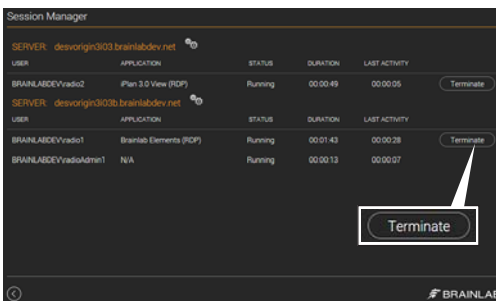 Session Manager
SERVER: desvorigin3i03.brainlabdev.net
USER APPLICATION STATUS DURATION LAST ACTIVITY
BRAINLABDEV\radio2 iPlan 3.0 View (RDP) Running 00:00:49 00:00:05 Terminate
SERVER: desvorigin3i03b.brainlabdev.net
USER APPLICATION STATUS DURATION LAST ACTIVITY
BRAINLABDEV\radio1 Brainlab Elements (RDP) Running 00:01:43 00:00:28 Terminate
BRAINLABDEV\radioAdmin1 N/A Running 00:00:13 00:00:07
Terminate
BRAINLAB